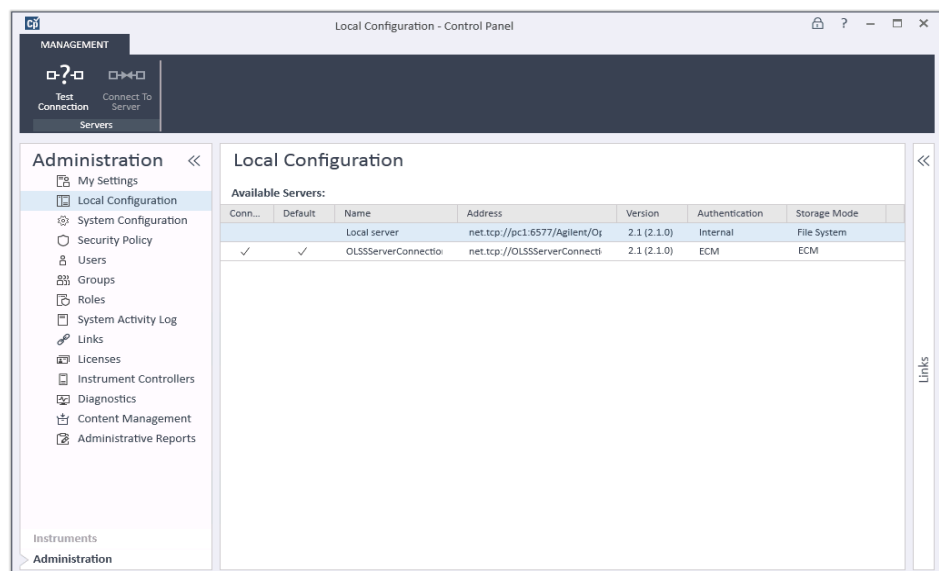 Cp
Local Configuration - Control Panel
?
MANAGEMENT
?
Test Connection
Connect To Server
Servers
Administration
My Settings
Local Configuration
System Configuration
Security Policy
Users
Groups
Roles
System Activity Log
Links
Licenses
Instrument Controllers
Diagnostics
Content Management
Administrative Reports
Instruments
Administration
Local Configuration
Available Servers:
Conn... Default Name Address Version Authentication Storage Mode
Local server net.tcp://pc1:6577/Agilent/Op 2.1 (2.1.0) Internal File System
OLSSServerConnection net.tcp://OLSSServerConnecti 2.1 (2.1.0) ECM ECM
Links